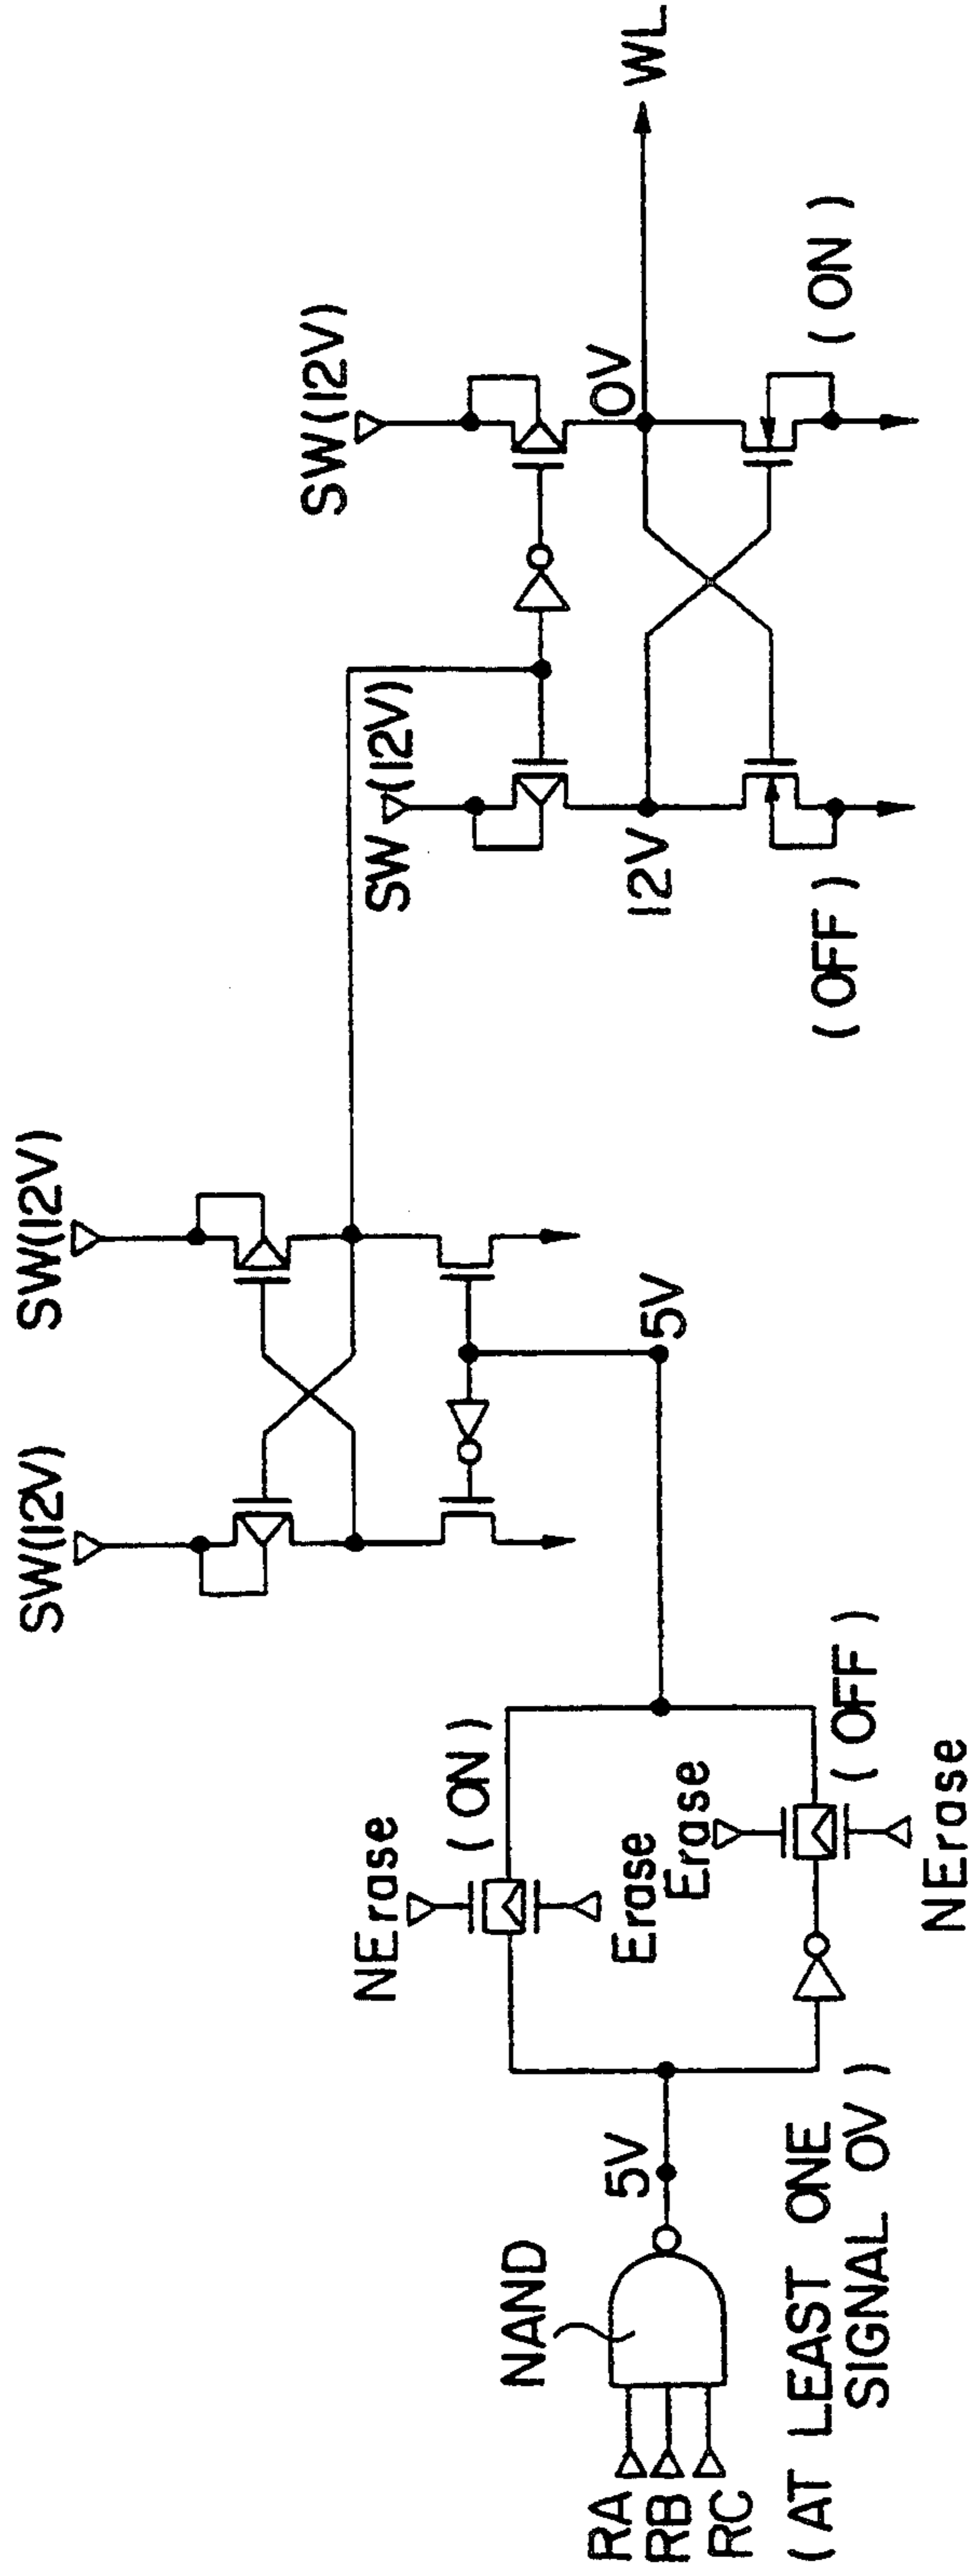 SW(12V)
SW(12V)
SW(12V)
SW
(12V)
NErase
(ON)
12V
0V
WL
NAND
5V
Erase
Erase
5V
RA
RB
RC
(AT LEAST ONE
SIGNAL 0V)
(OFF)
NErase
(OFF)
(ON)